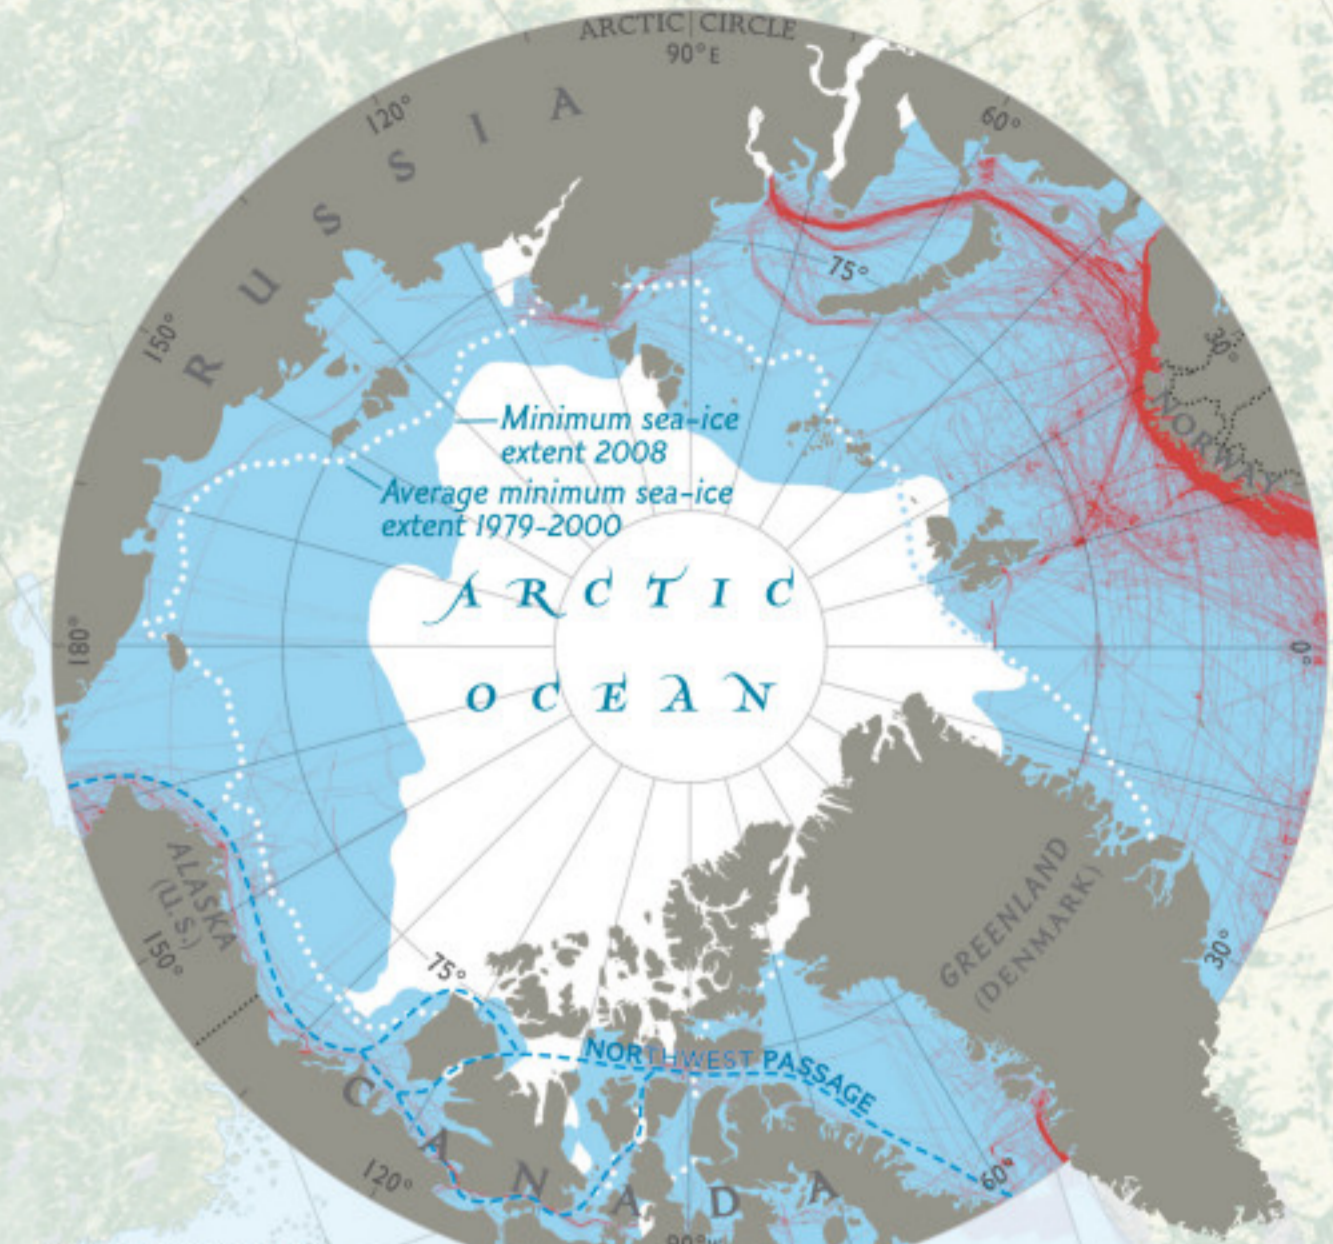 ARCTIC CIRCLE
90°E
120°
60°
RUSSIA
75°
150°
30°
NORWAY
Minimum sea-ice
extent 2008
Average minimum sea-ice
extent 1979-2000
ARCTIC
OCEAN
180°
0°
ALASKA
(U.S.)
150°
75°
GREENLAND
(DENMARK)
30°
NORTHWEST PASSAGE
CANADA
120°
60°
90°W